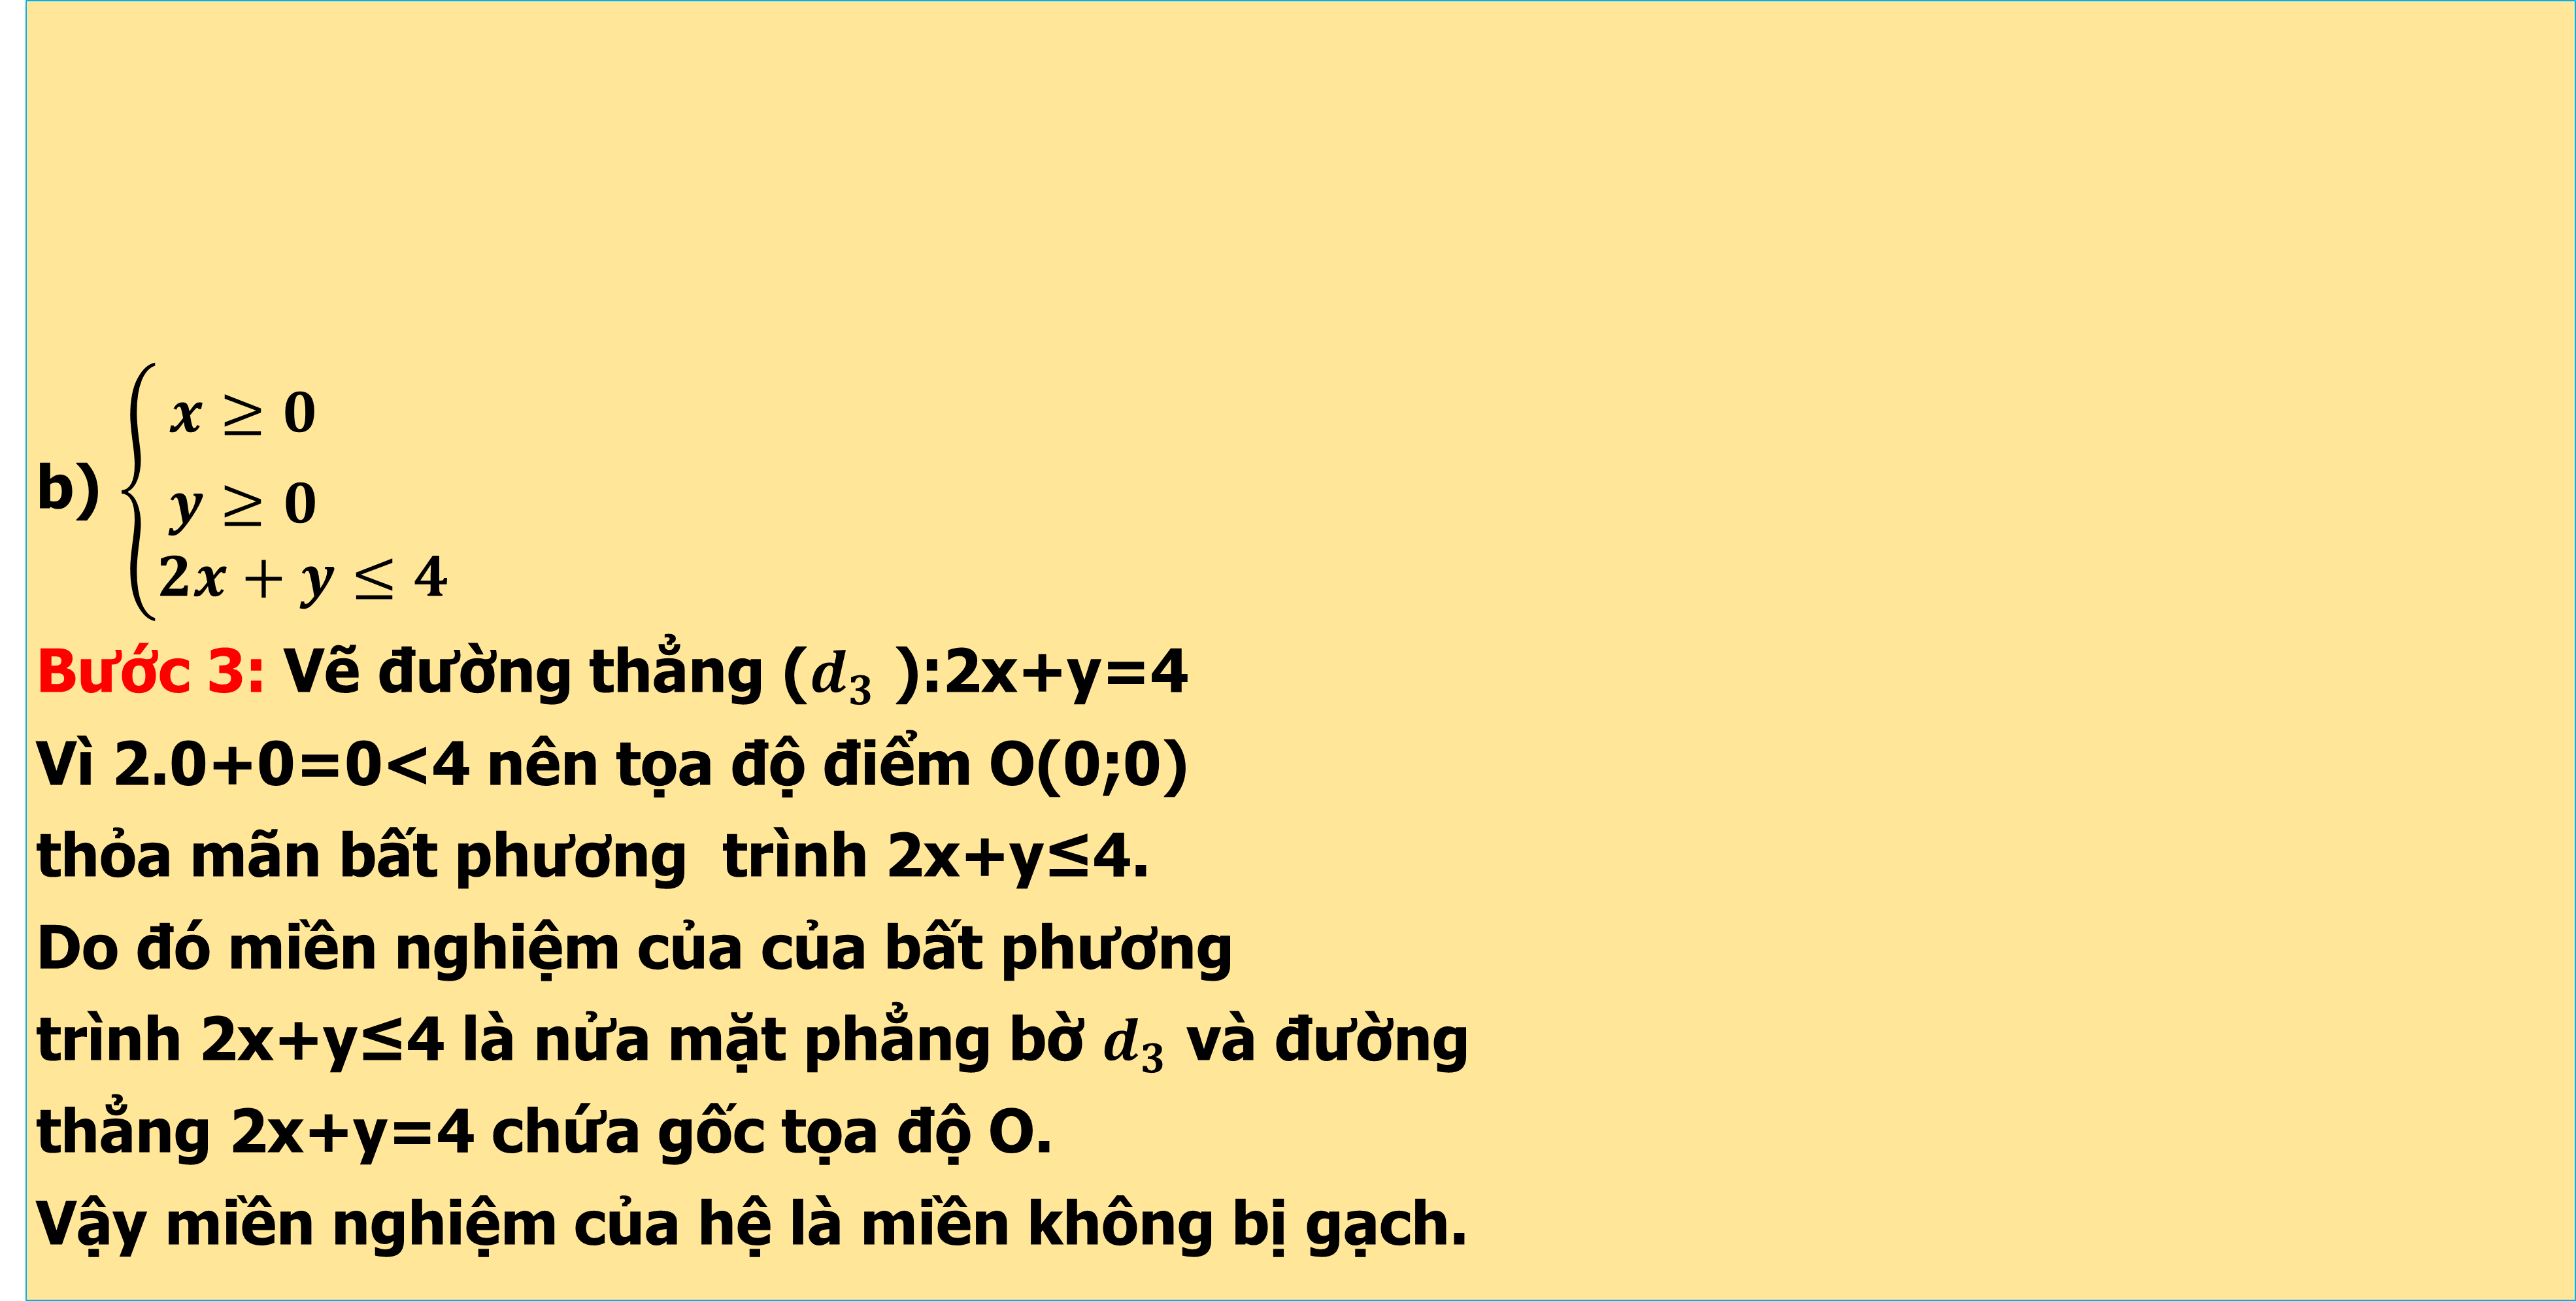 b) { x ≥ 0
y ≥ 0
2x + y ≤ 4
Bước 3: Vẽ đường thẳng (d₃ ):2x+y=4
Vì 2.0+0=0<4 nên tọa độ điểm O(0;0)
thỏa mãn bất phương  trình 2x+y≤4.
Do đó miền nghiệm của của bất phương
trình 2x+y≤4 là nửa mặt phẳng bờ d₃ và đường
thẳng 2x+y=4 chứa gốc tọa độ O.
Vậy miền nghiệm của hệ là miền không bị gạch.